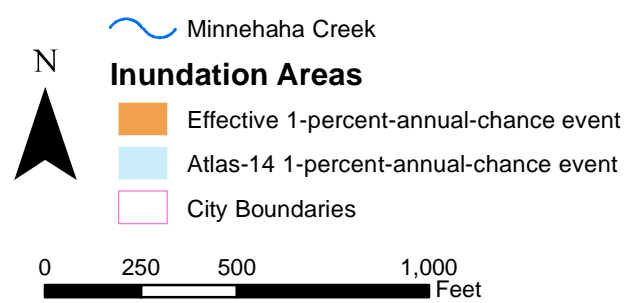 Minnehaha Creek
N
Inundation Areas
Effective 1-percent-annual-chance event
Atlas-14 1-percent-annual-chance event
City Boundaries
0 250 500 1,000
Feet